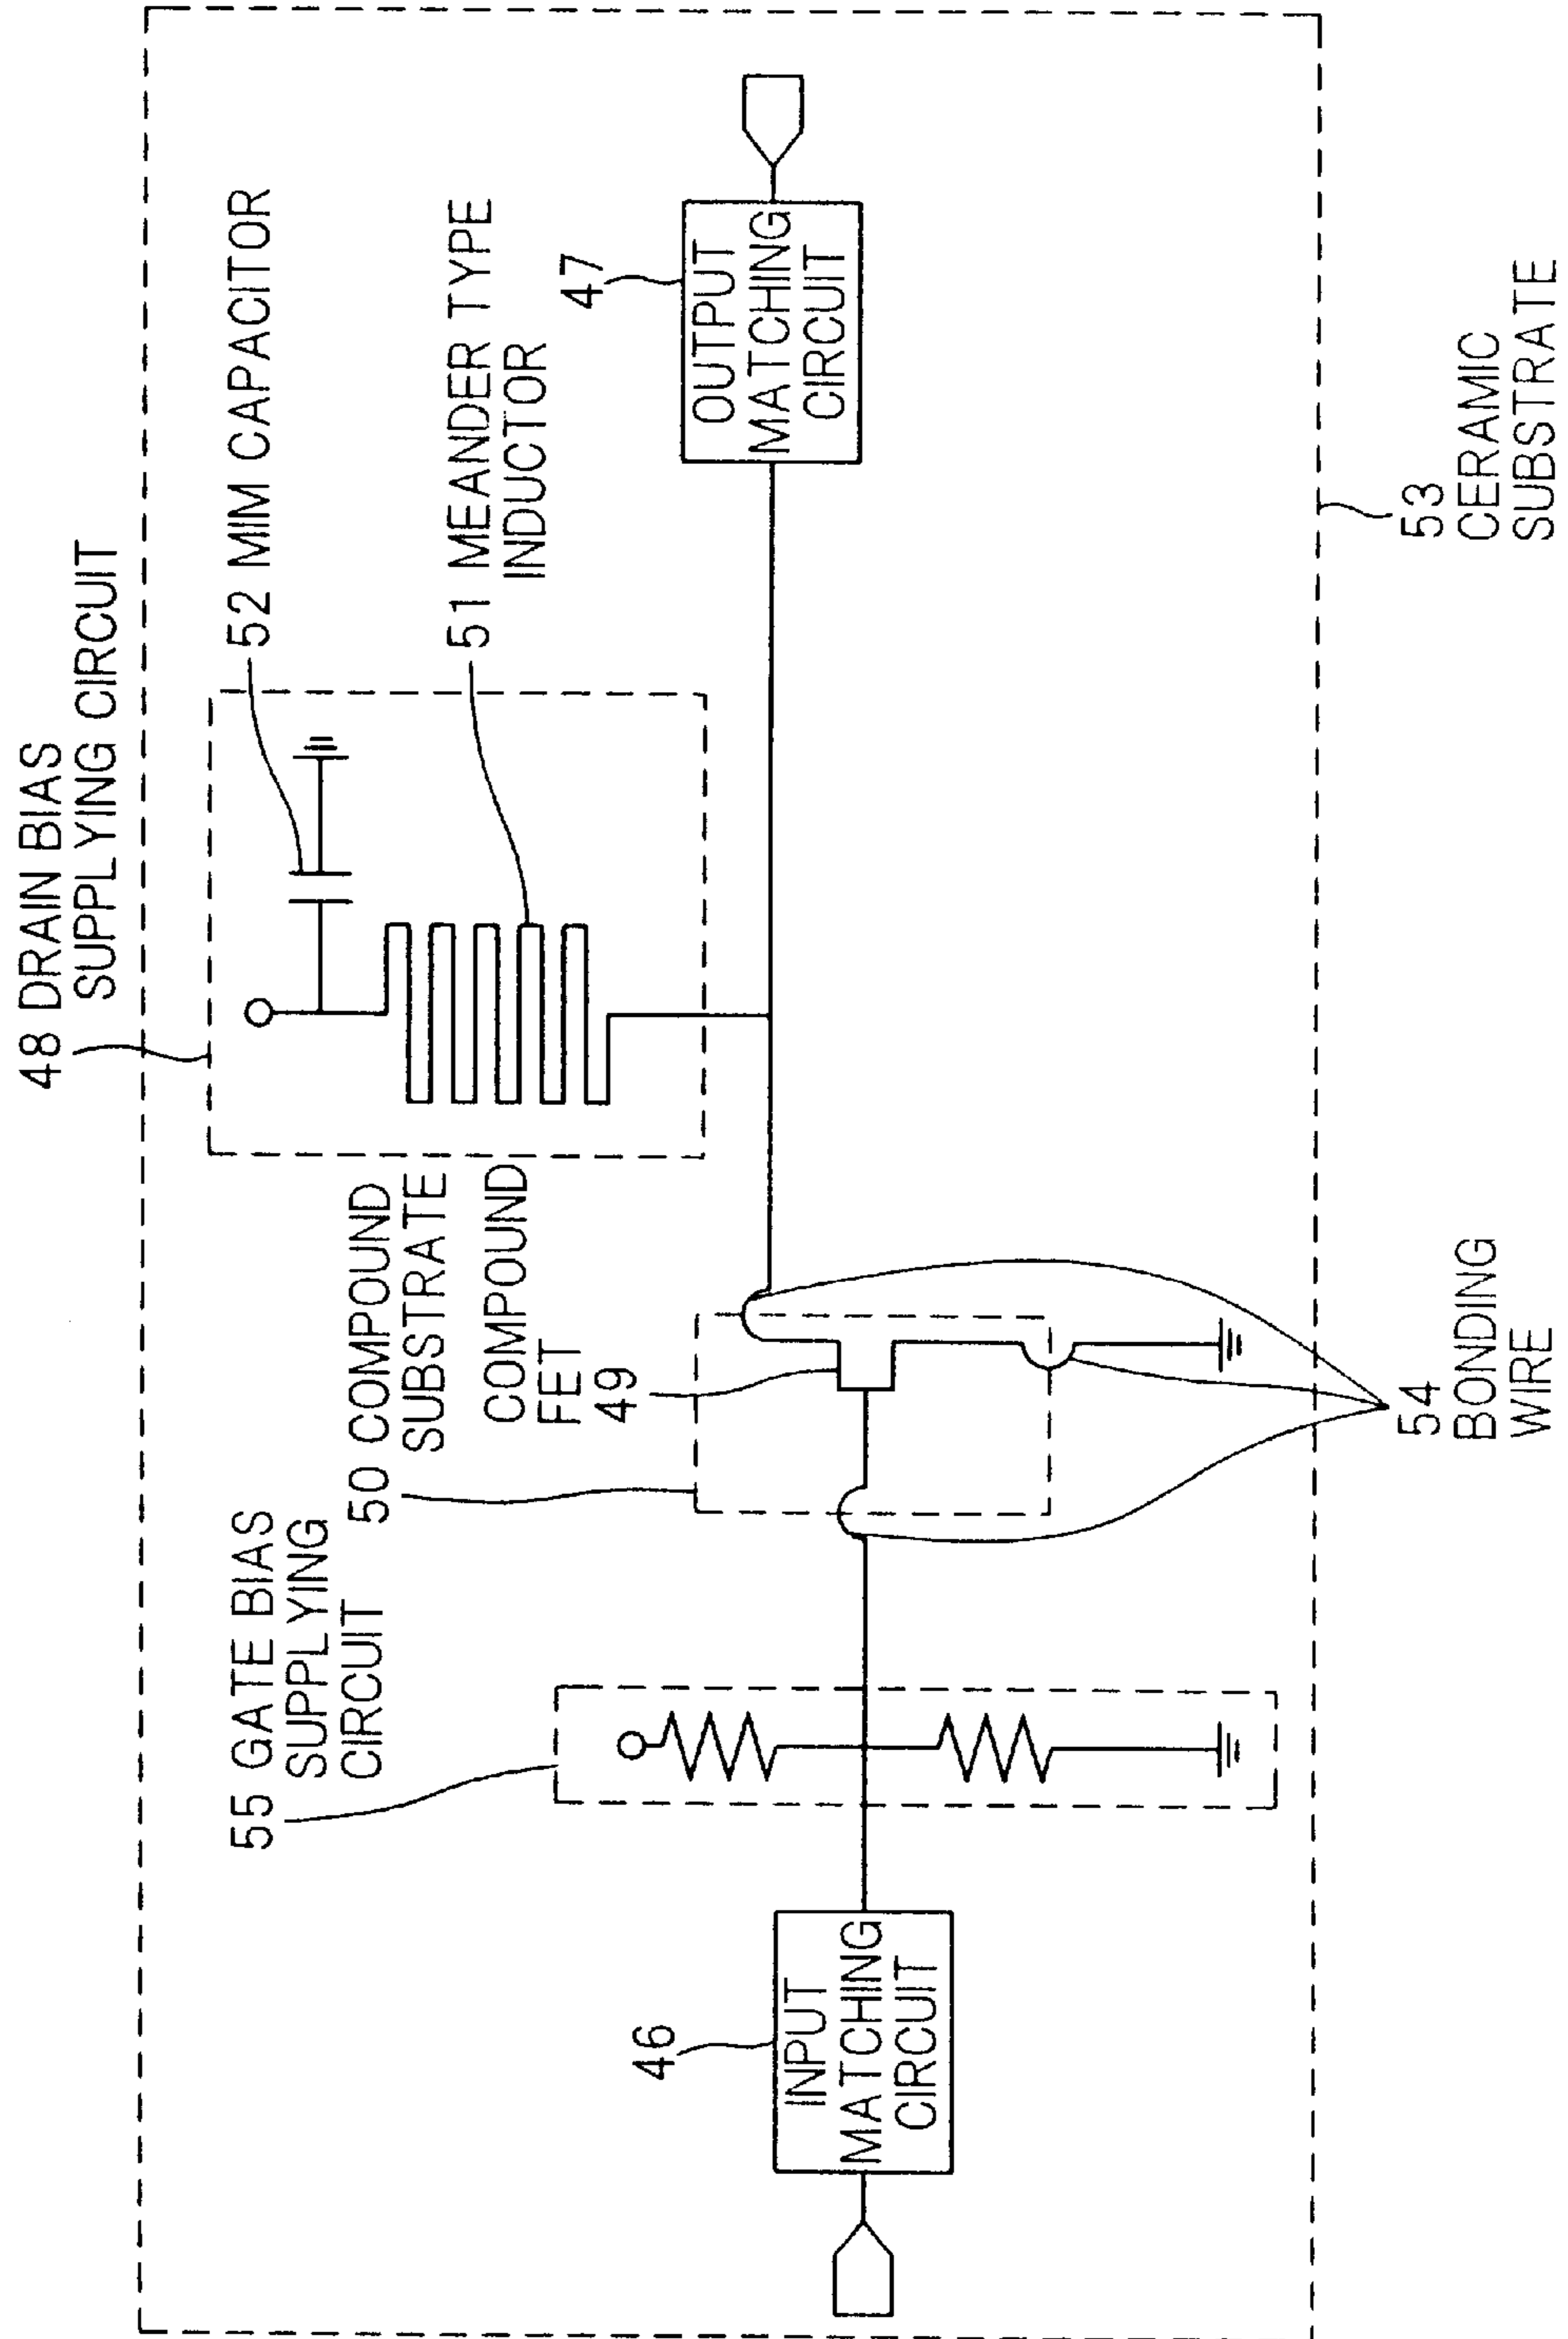 48 DRAIN BIAS
SUPPLYING CIRCUIT
52 MIM CAPACITOR
51 MEANDER TYPE
INDUCTOR
47
OUTPUT
MATCHING
CIRCUIT
50 COMPOUND
SUBSTRATE
COMPOUND
FET
49
55 GATE BIAS
SUPPLYING
CIRCUIT
46
INPUT
MATCHING
CIRCUIT
54
BONDING
WIRE
53
CERAMIC
SUBSTRATE